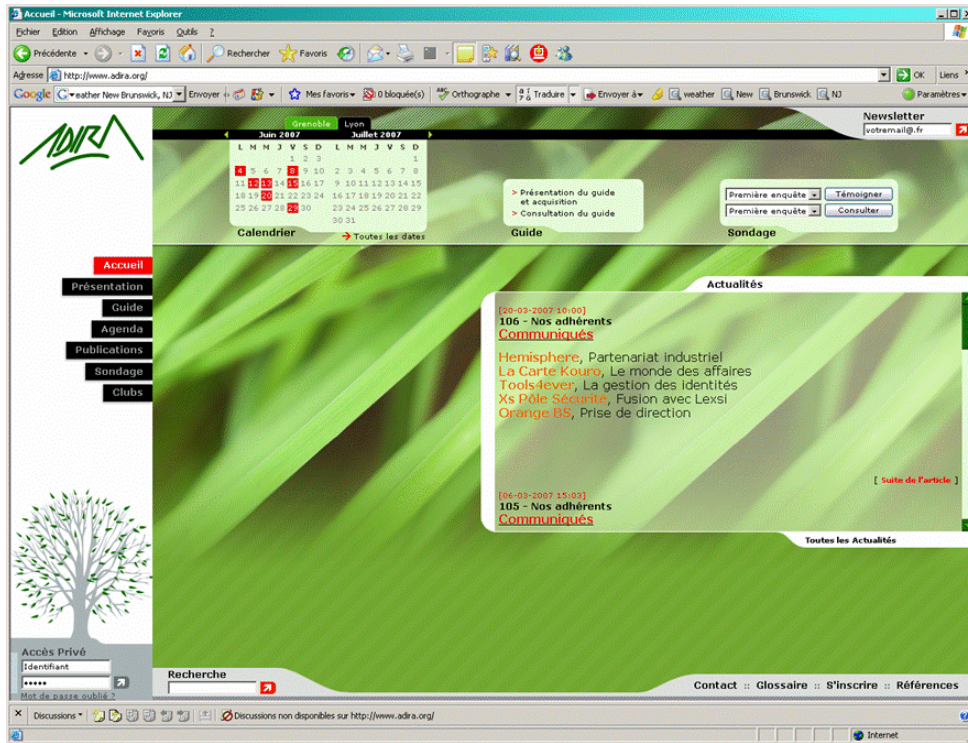 Accueil - Microsoft Internet Explorer
Fichier Edition Affichage Favoris Outils ?
Précédente Rechercher Favoris
Adresse http://www.adira.org/ OK Liens
Google eather New Brunswick, NJ Envoyer Mes favoris 0 bloquée(s) Orthographe Traduire Envoyer à weather New Brunswick NJ Paramètres
ADIRA
Grenoble Lyon
Newsletter
votremail@.fr
Juin 2007 Juillet 2007
L M M J V S D L M M J V S D
1 2 3 1
4 5 6 7 8 9 10 2 3 4 5 6 7 8
11 12 13 14 15 16 17 9 10 11 12 13 14 15
18 19 20 21 22 23 24 16 17 18 19 20 21 22
25 26 27 28 29 30 23 24 25 26 27 28 29
30 31
Calendrier Toutes les dates
> Présentation du guide
et acquisition
> Consultation du guide
Guide
Première enquête Témoigner
Première enquête Consulter
Sondage
Accueil
Présentation
Guide
Agenda
Publications
Sondage
Clubs
Actualités
[20-03-2007 10:00]
106 - Nos adhérents
Communiqués
Hemisphere, Partenariat industriel
La Carte Kouro, Le monde des affaires
Tools4ever, La gestion des identités
Xs Pôle Sécurité, Fusion avec Lexsi
Orange BS, Prise de direction
[ Suite de l'article ]
[06-03-2007 15:03]
105 - Nos adhérents
Communiqués
Toutes les Actualités
Accès Privé
Identifiant
•••••
Mot de passe oublié ?
Recherche
Contact :: Glossaire :: S'inscrire :: Références
Discussions Discussions non disponibles sur http://www.adira.org/
Internet